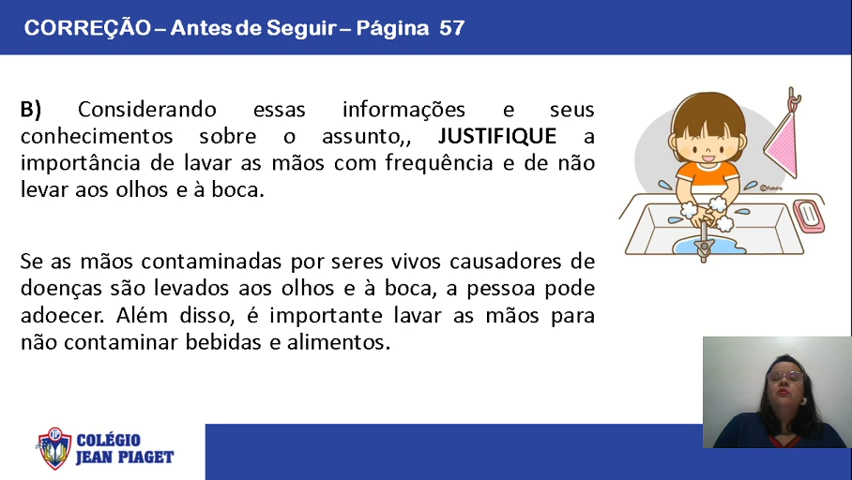 CORREÇÃO – Antes de Seguir – Página 57
B) Considerando essas informações e seus
conhecimentos sobre o assunto,, JUSTIFIQUE a
importância de lavar as mãos com frequência e de não
levar aos olhos e à boca.
Se as mãos contaminadas por seres vivos causadores de
doenças são levados aos olhos e à boca, a pessoa pode
adoecer. Além disso, é importante lavar as mãos para
não contaminar bebidas e alimentos.
COLÉGIO
JEAN PIAGET